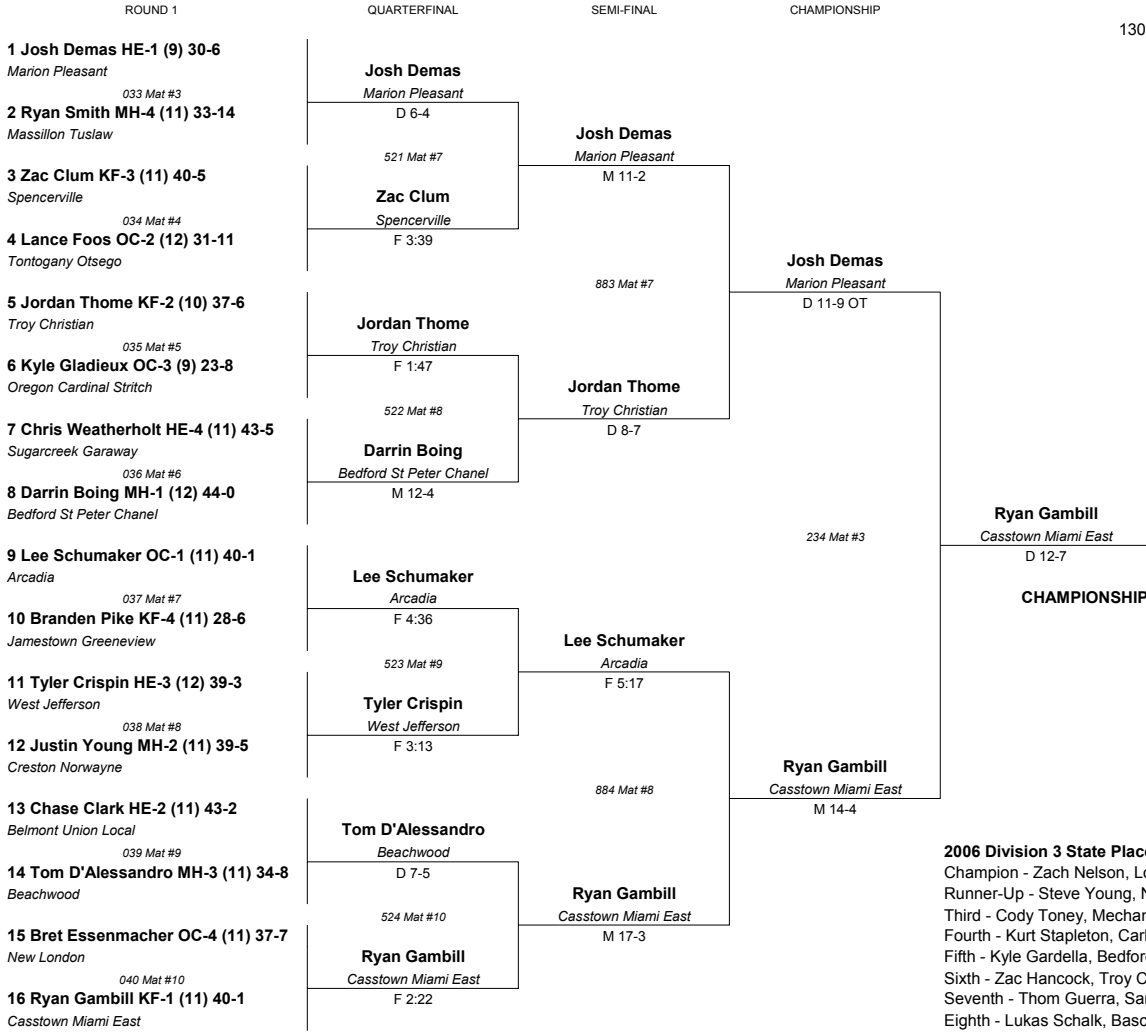 ROUND 1 QUARTERFINAL SEMI-FINAL CHAMPIONSHIP
130
1 Josh Demas HE-1 (9) 30-6
Marion Pleasant
033 Mat #3
2 Ryan Smith MH-4 (11) 33-14
Massillon Tuslaw
3 Zac Clum KF-3 (11) 40-5
Spencerville
034 Mat #4
4 Lance Foos OC-2 (12) 31-11
Tontogany Otsego
5 Jordan Thome KF-2 (10) 37-6
Troy Christian
035 Mat #5
6 Kyle Gladieux OC-3 (9) 23-8
Oregon Cardinal Stritch
7 Chris Weatherholt HE-4 (11) 43-5
Sugarcreek Garaway
036 Mat #6
8 Darrin Boing MH-1 (12) 44-0
Bedford St Peter Chanel
9 Lee Schumaker OC-1 (11) 40-1
Arcadia
037 Mat #7
10 Branden Pike KF-4 (11) 28-6
Jamestown Greeneview
11 Tyler Crispin HE-3 (12) 39-3
West Jefferson
038 Mat #8
12 Justin Young MH-2 (11) 39-5
Creston Norwayne
13 Chase Clark HE-2 (11) 43-2
Belmont Union Local
039 Mat #9
14 Tom D'Alessandro MH-3 (11) 34-8
Beachwood
15 Bret Essenmacher OC-4 (11) 37-7
New London
040 Mat #10
16 Ryan Gambill KF-1 (11) 40-1
Casstown Miami East
Josh Demas
Marion Pleasant
D 6-4
521 Mat #7
Zac Clum
Spencerville
F 3:39
Jordan Thome
Troy Christian
F 1:47
522 Mat #8
Darrin Boing
Bedford St Peter Chanel
M 12-4
Lee Schumaker
Arcadia
F 4:36
523 Mat #9
Tyler Crispin
West Jefferson
F 3:13
Tom D'Alessandro
Beachwood
D 7-5
524 Mat #10
Ryan Gambill
Casstown Miami East
F 2:22
Josh Demas
Marion Pleasant
M 11-2
883 Mat #7
Jordan Thome
Troy Christian
D 8-7
Lee Schumaker
Arcadia
F 5:17
884 Mat #8
Ryan Gambill
Casstown Miami East
M 17-3
Josh Demas
Marion Pleasant
D 11-9 OT
234 Mat #3
Ryan Gambill
Casstown Miami East
M 14-4
Ryan Gambill
Casstown Miami East
D 12-7
CHAMPIONSHIP
2006 Division 3 State Plac
Champion - Zach Nelson, Lo
Runner-Up - Steve Young, N
Third - Cody Toney, Mechan
Fourth - Kurt Stapleton, Carl
Fifth - Kyle Gardella, Bedford
Sixth - Zac Hancock, Troy C
Seventh - Thom Guerra, Sa
Eighth - Lukas Schalk, Basc